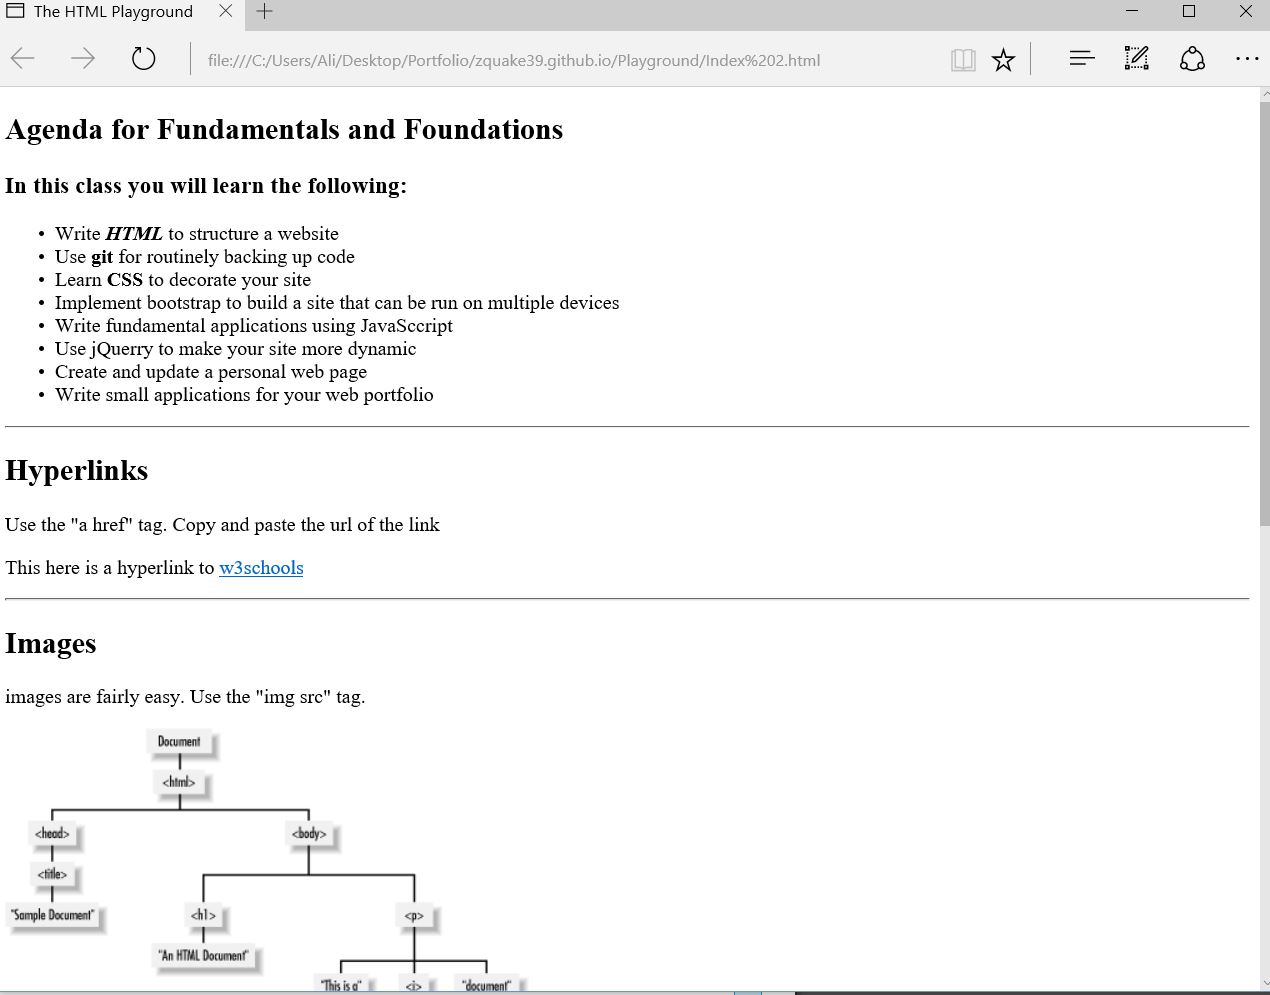 The HTML Playground
file:///C:/Users/Ali/Desktop/Portfolio/zquake39.github.io/Playground/Index%202.html
Agenda for Fundamentals and Foundations
In this class you will learn the following:
• Write HTML to structure a website
• Use git for routinely backing up code
• Learn CSS to decorate your site
• Implement bootstrap to build a site that can be run on multiple devices
• Write fundamental applications using JavaSccript
• Use jQuerry to make your site more dynamic
• Create and update a personal web page
• Write small applications for your web portfolio
Hyperlinks
Use the "a href" tag. Copy and paste the url of the link
This here is a hyperlink to w3schools
Images
images are fairly easy. Use the "img src" tag.
Document
<html>
<head> <body>
<title>
"Sample Document" <h1> <p>
"An HTML Document"
"This is a" <i> "document"